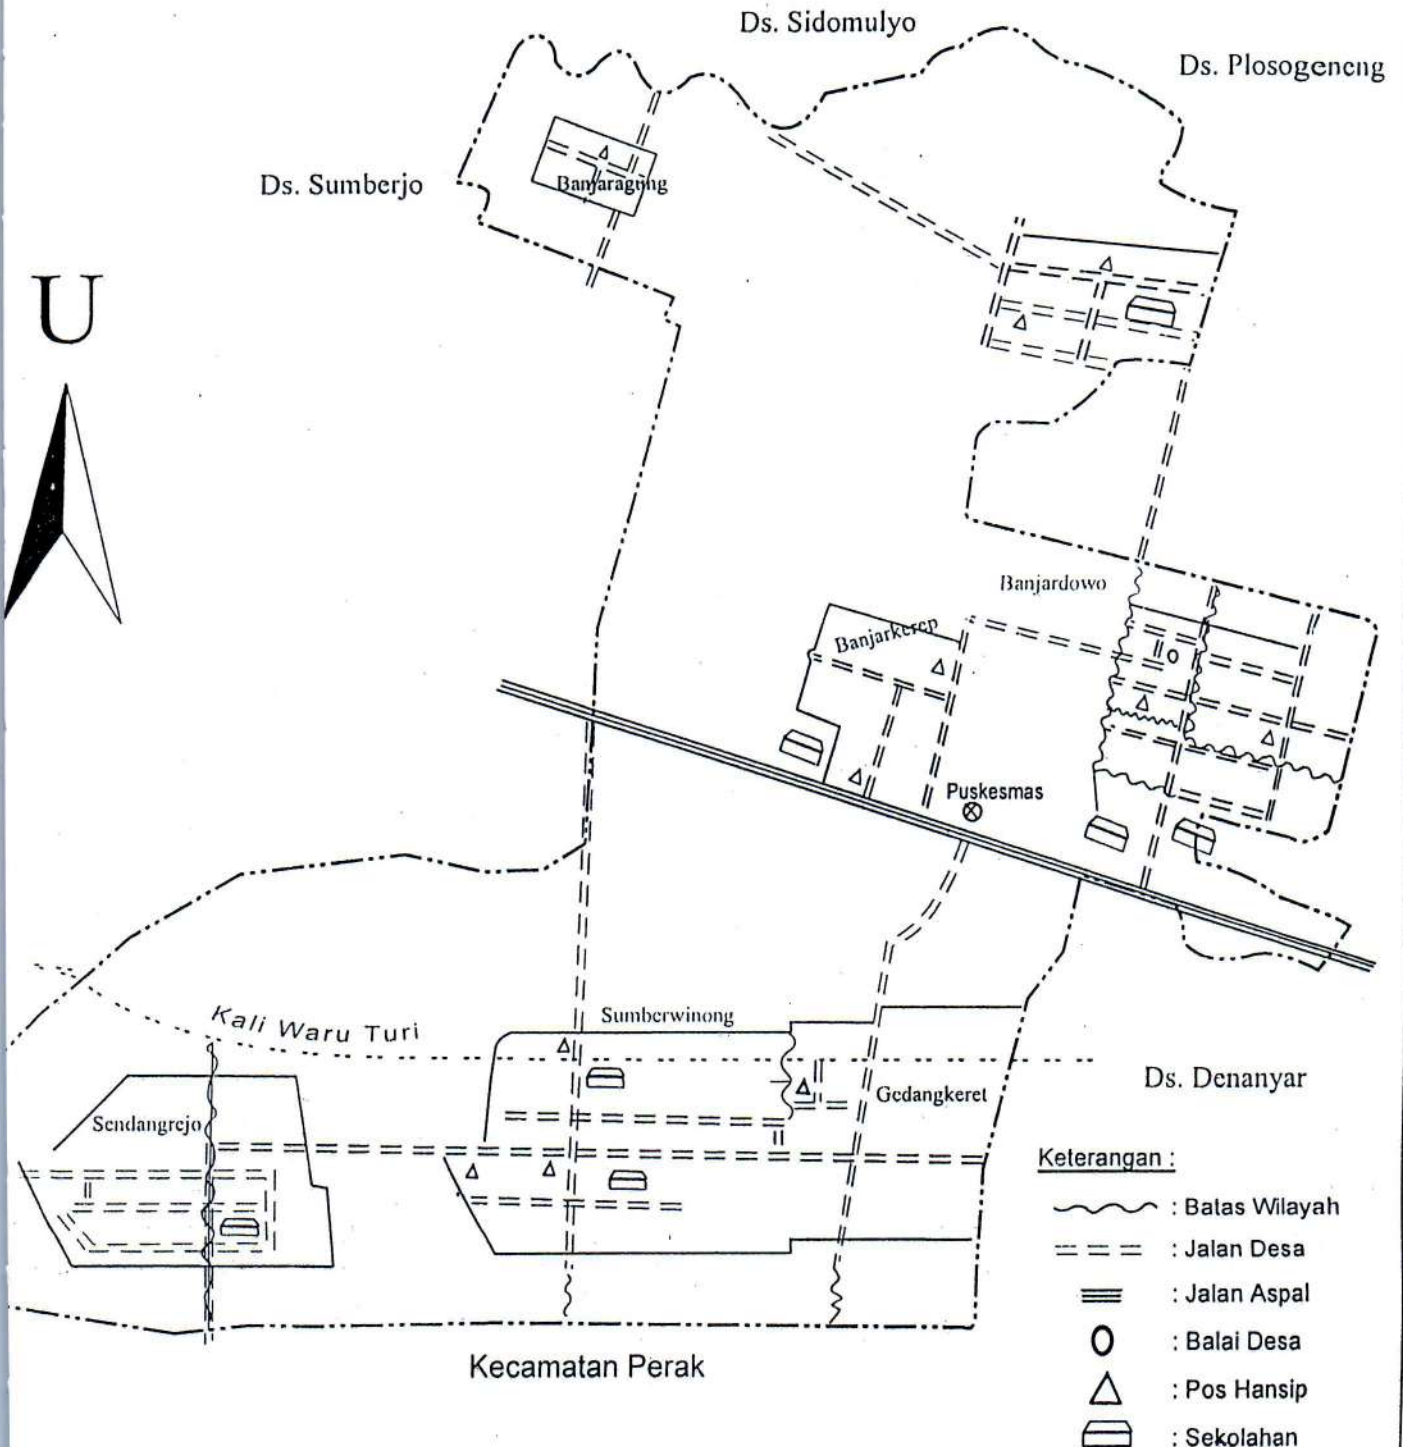 Ds. Sidomulyo
Ds. Plosogeneng
Ds. Sumberjo
Banjaragung
U
Banjardowo
Banjarkerep
Puskesmas
Kali Waru Turi
Sumberwinong
Gedangkeret
Ds. Denanyar
Sendangrejo
Keterangan :
: Batas Wilayah
: Jalan Desa
: Jalan Aspal
: Balai Desa
: Pos Hansip
: Sekolahan
Kecamatan Perak